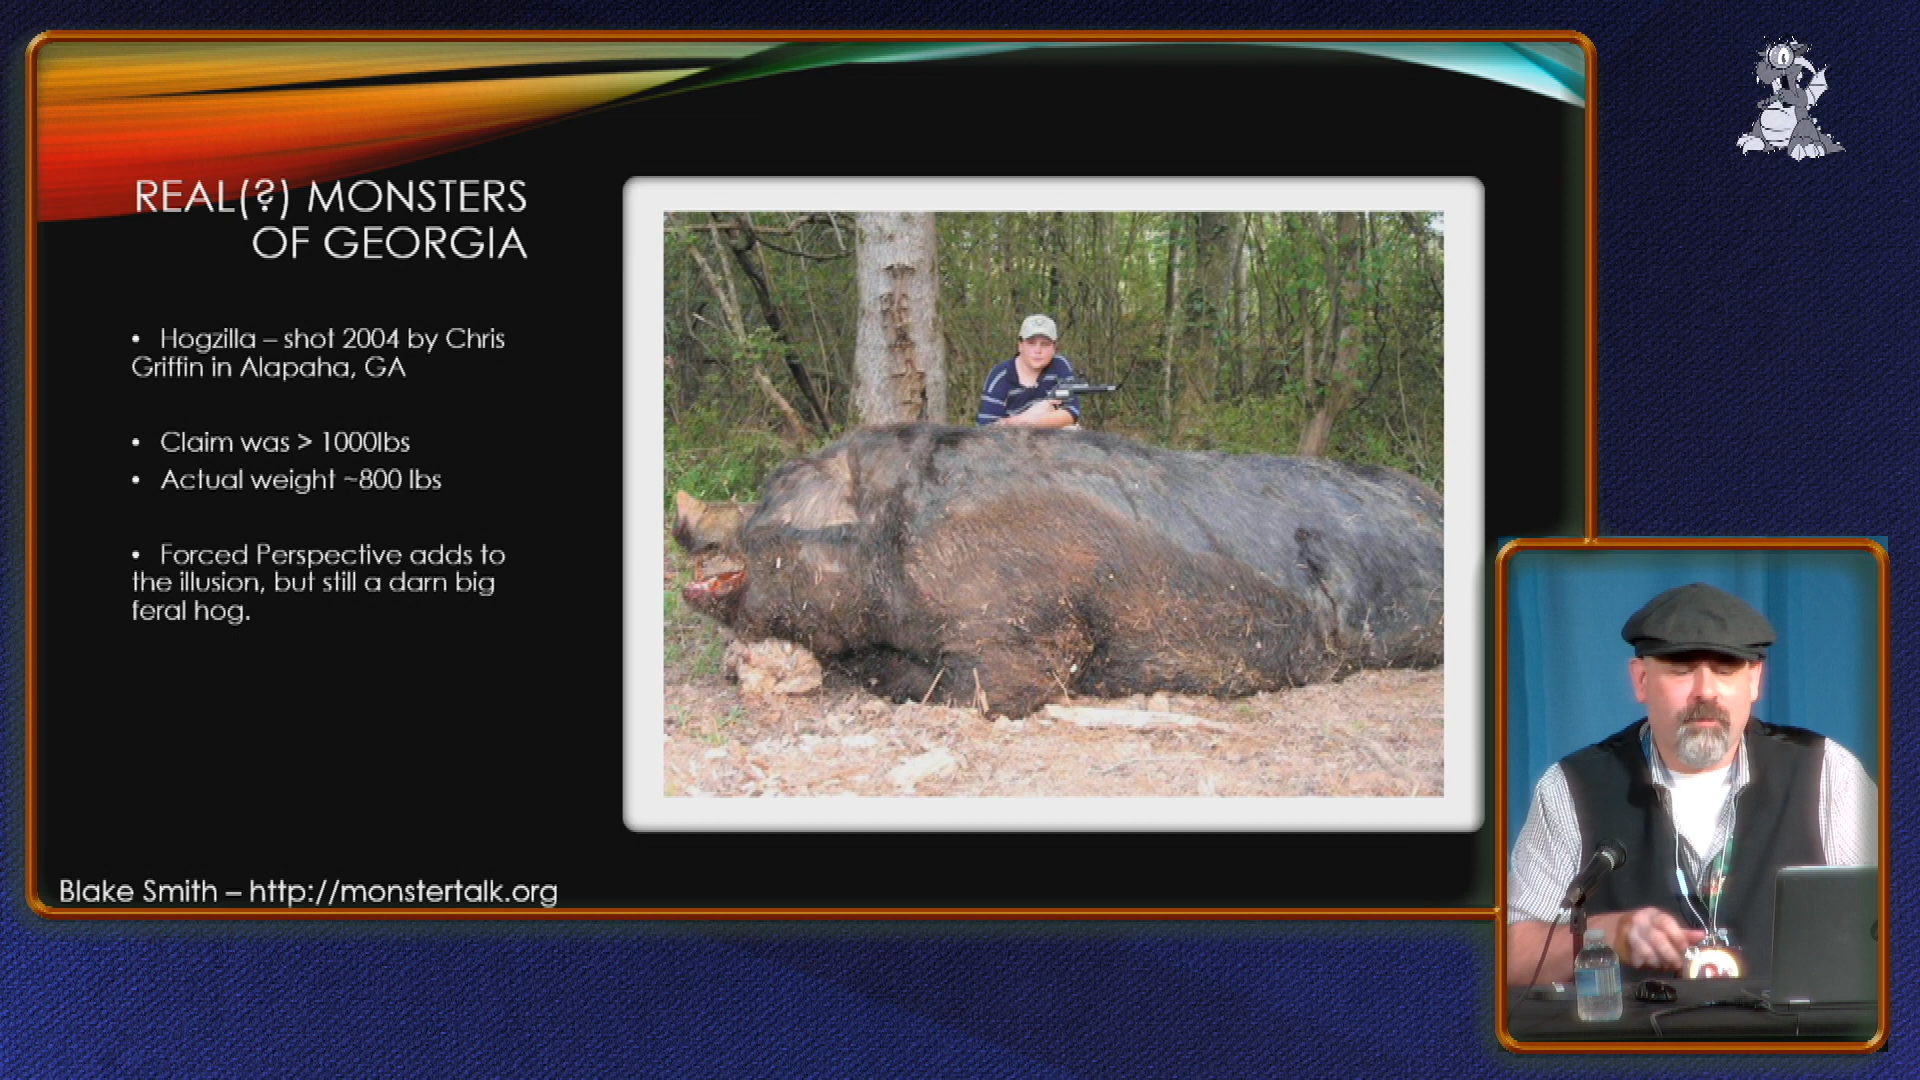 REAL(?) MONSTERS
OF GEORGIA
• Hogzilla – shot 2004 by Chris
Griffin in Alapaha, GA
• Claim was > 1000lbs
• Actual weight ~800 lbs
• Forced Perspective adds to
the illusion, but still a darn big
feral hog.
Blake Smith – http://monstertalk.org